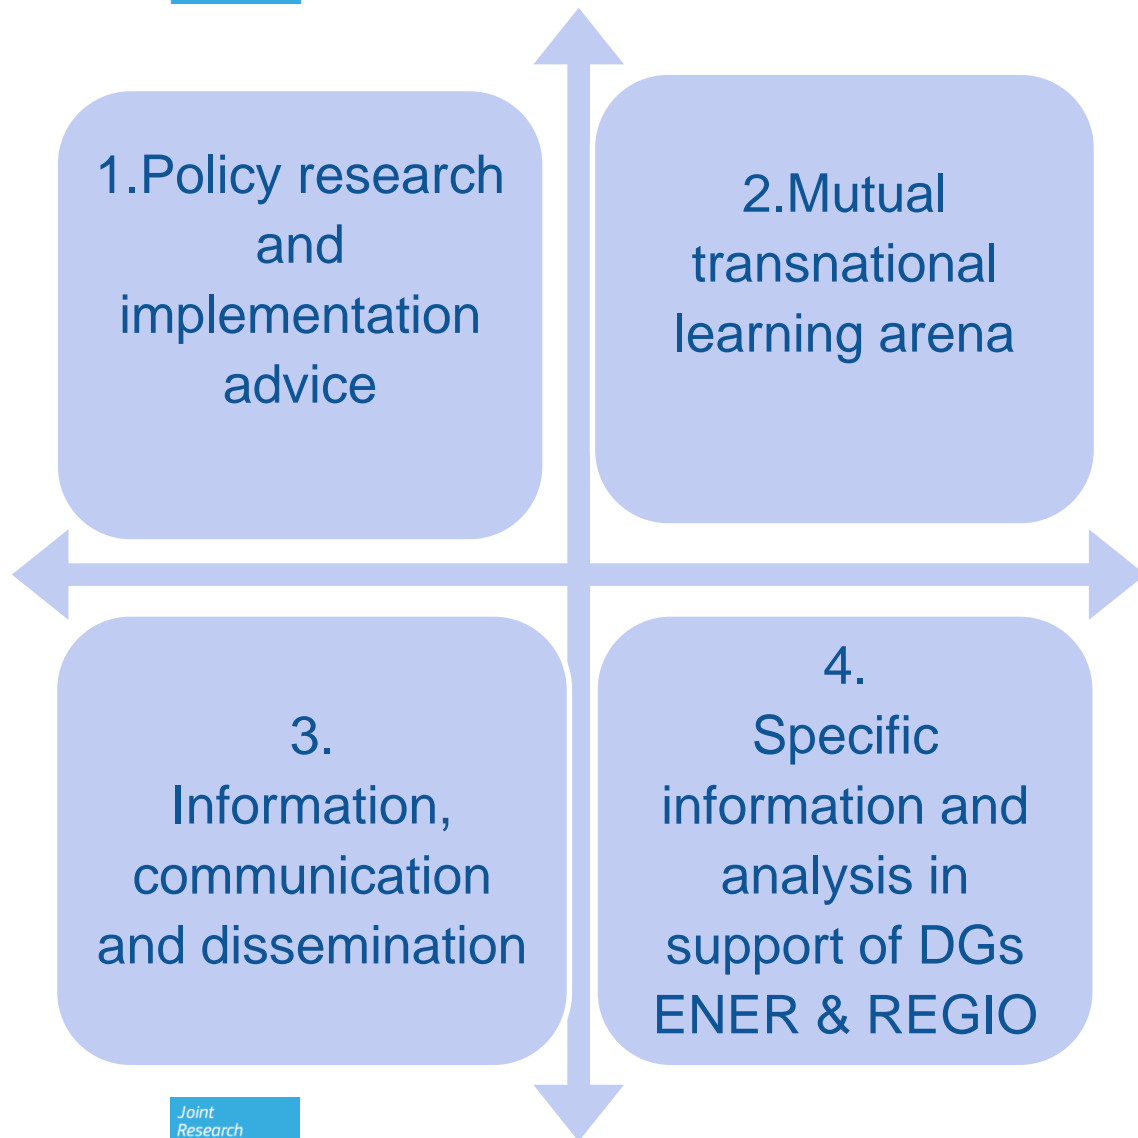 1.Policy research
and
implementation
advice
2.Mutual
transnational
learning arena
3.
Information,
communication
and dissemination
4.
Specific
information and
analysis in
support of DGs
ENER & REGIO
Joint
Research